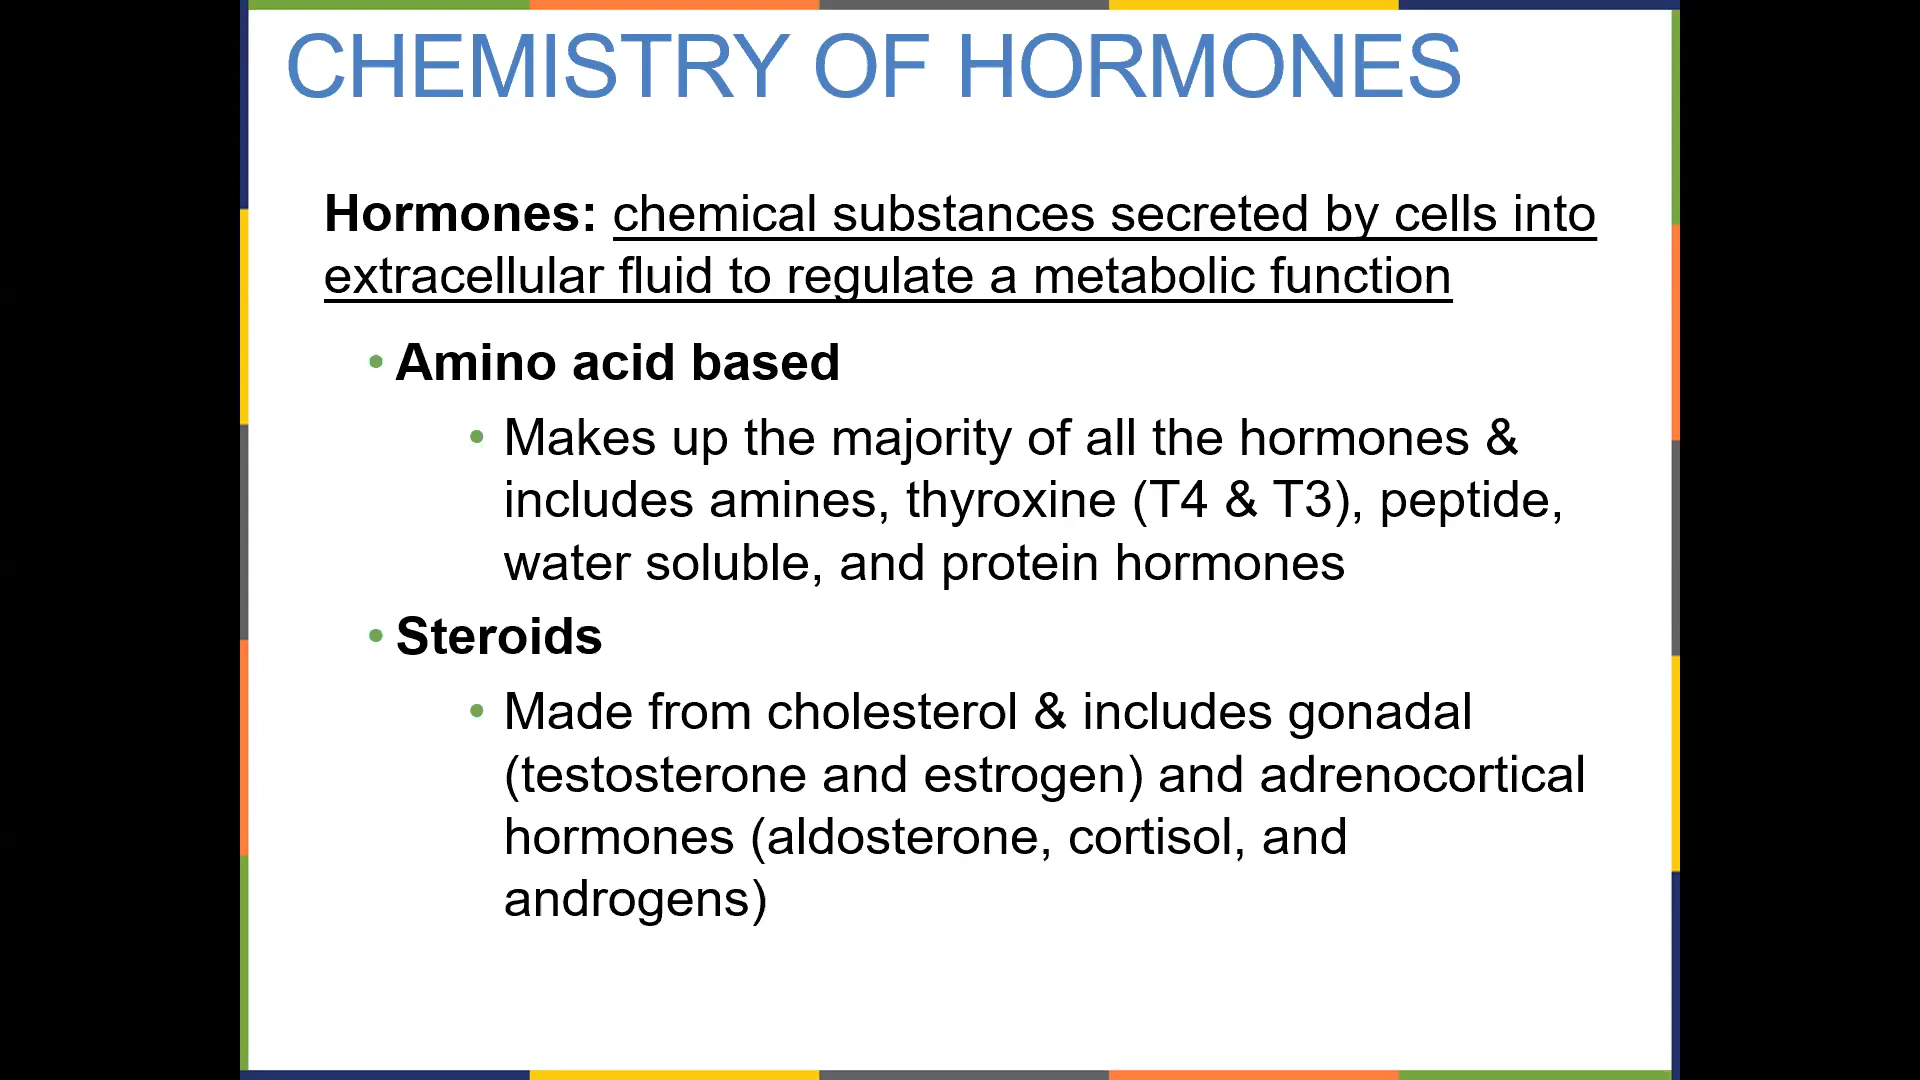 CHEMISTRY OF HORMONES
Hormones: chemical substances secreted by cells into
extracellular fluid to regulate a metabolic function
• Amino acid based
• Makes up the majority of all the hormones &
includes amines, thyroxine (T4 & T3), peptide,
water soluble, and protein hormones
• Steroids
• Made from cholesterol & includes gonadal
(testosterone and estrogen) and adrenocortical
hormones (aldosterone, cortisol, and
androgens)